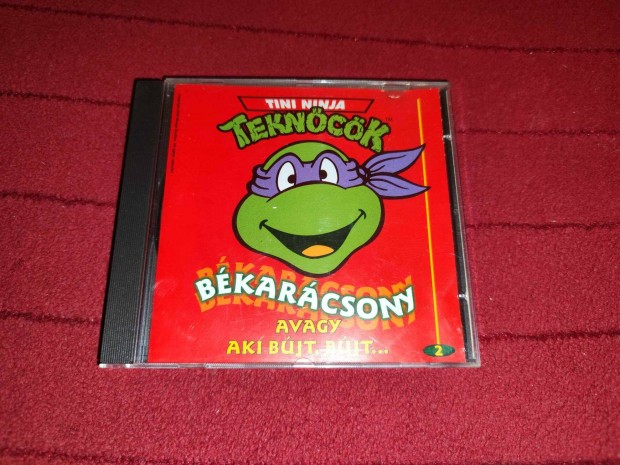 TINI NINJA
TEKNŐCÖK
BÉKARÁCSONY
AVAGY
AKI BÚJT, BÚJT...
2